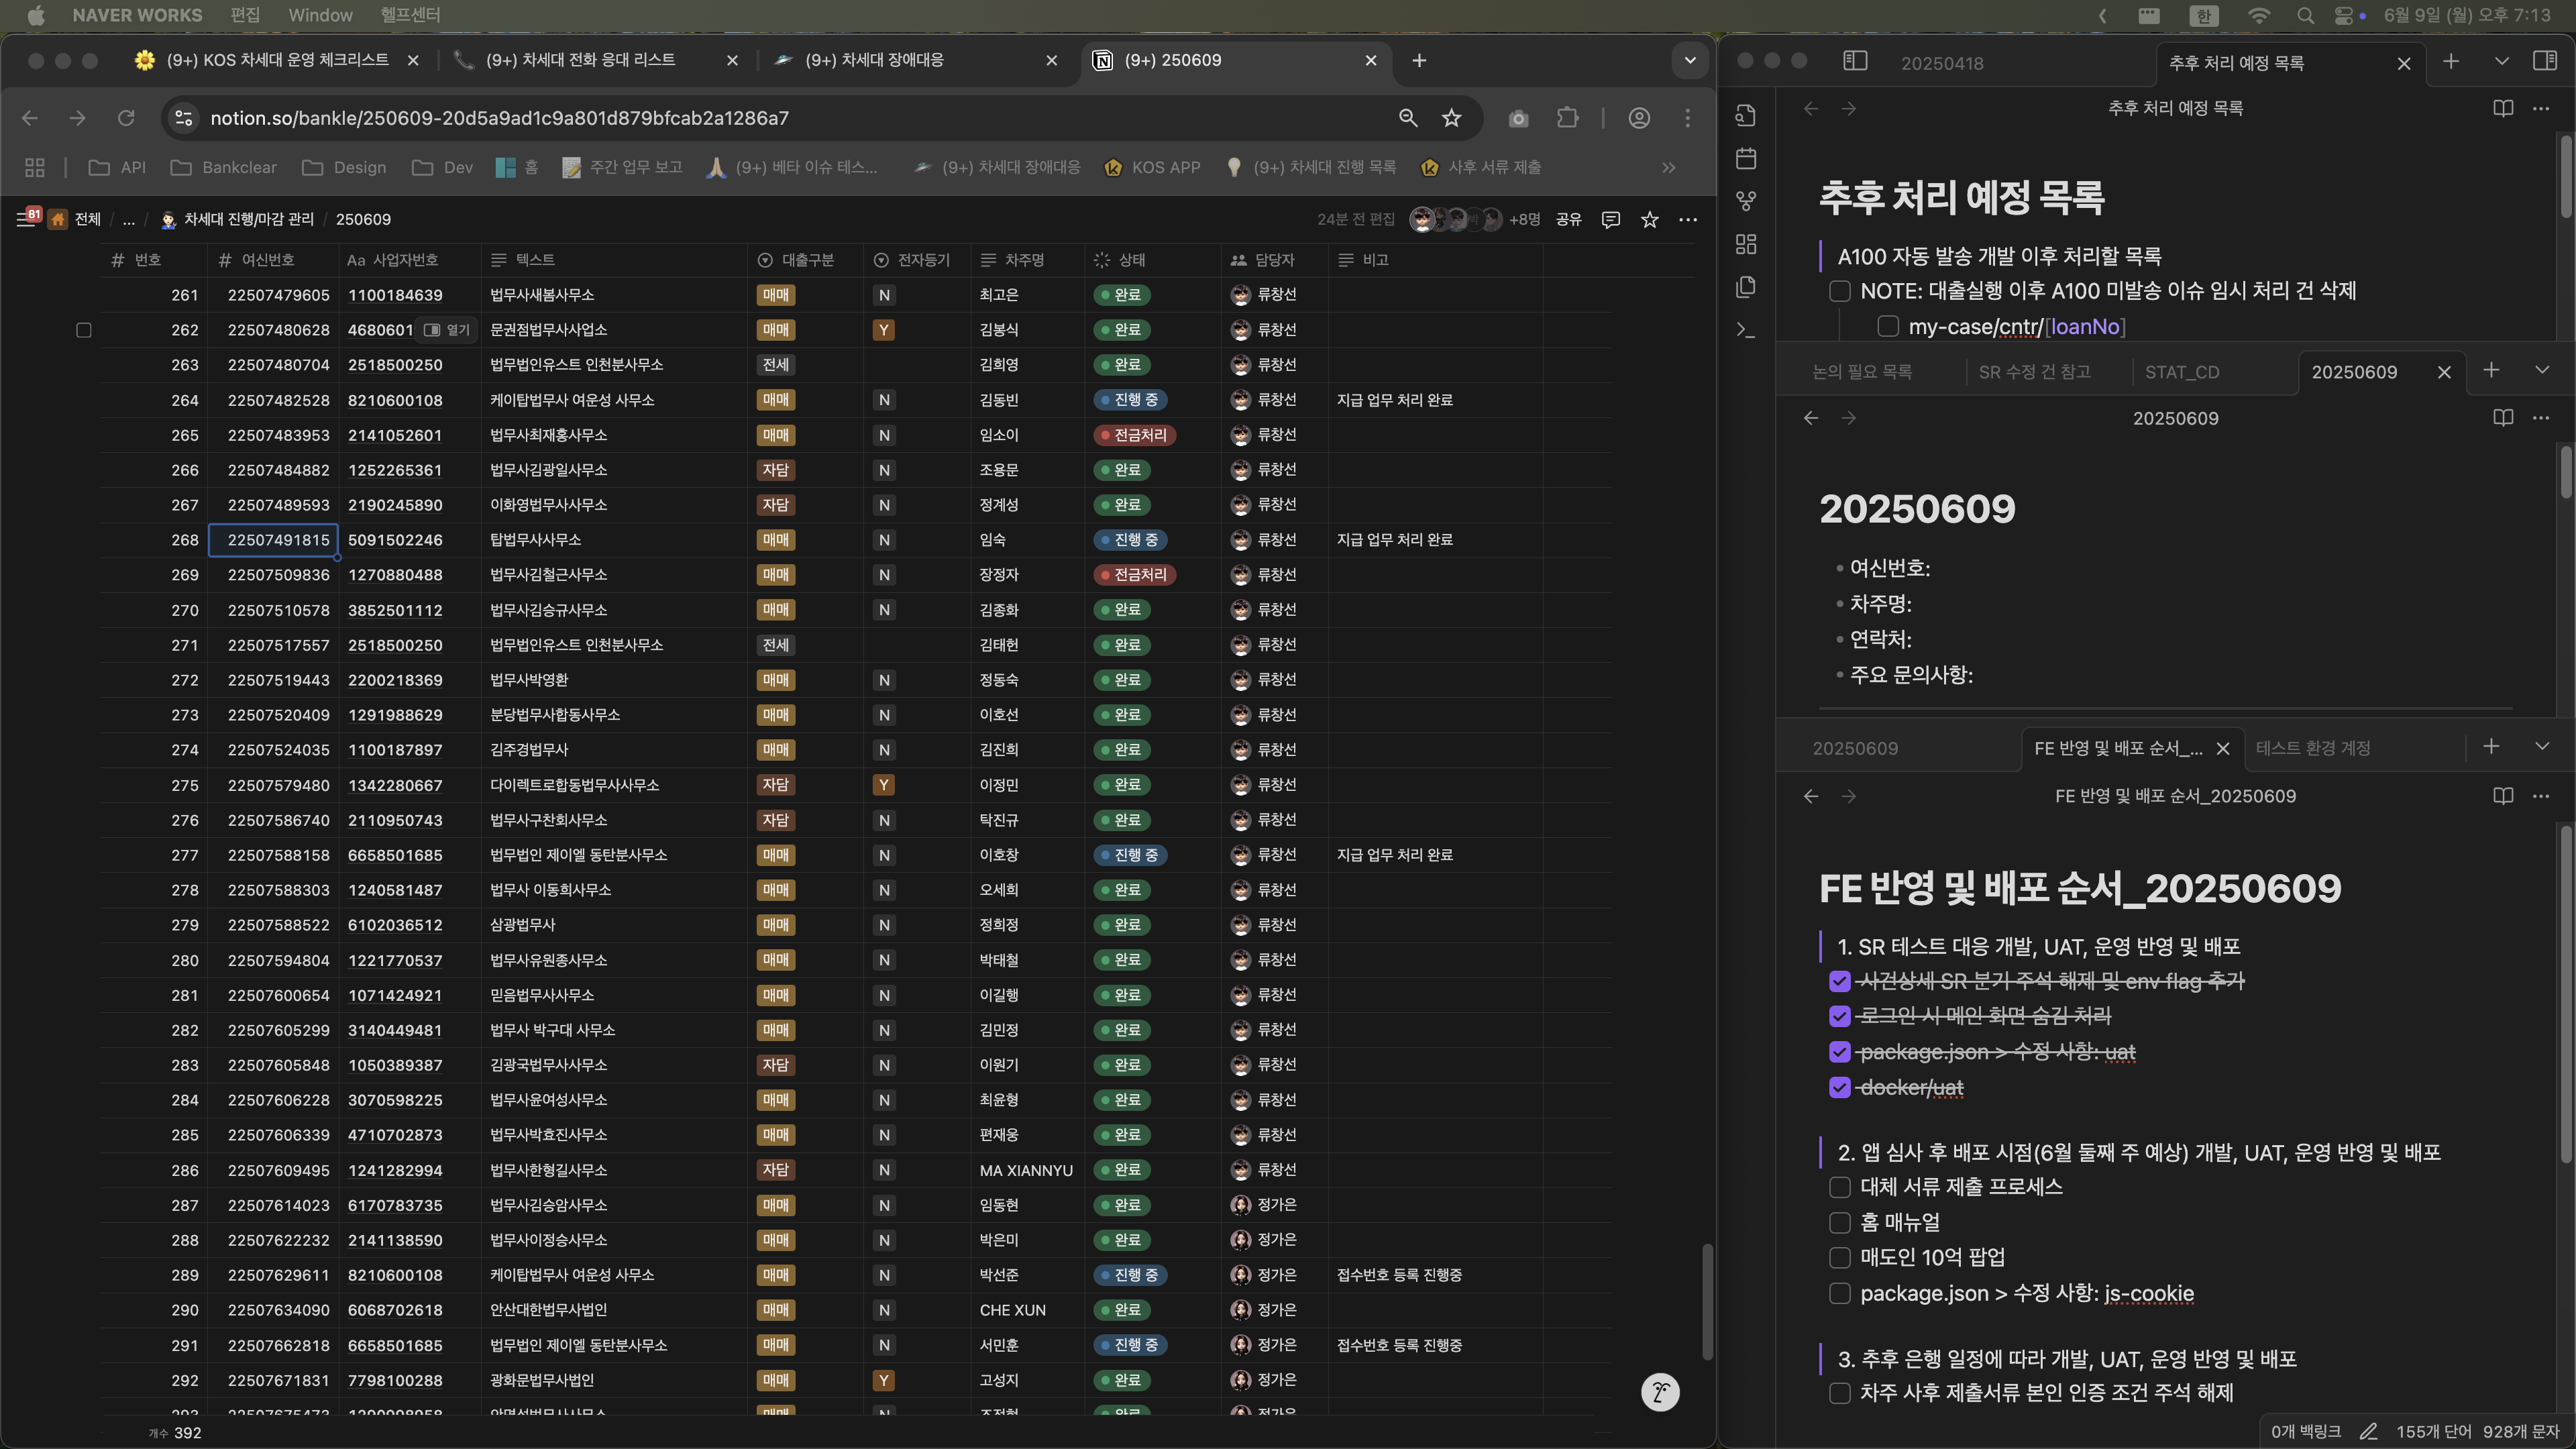 NAVER WORKS 편집 Window 헬프센터 한 6월 9일 (월) 오후 7:13
(9+) KOS 차세대 운영 체크리스트 (9+) 차세대 전화 응대 리스트 (9+) 차세대 장애대응 (9+) 250609
notion.so/bankle/250609-20d5a9ad1c9a801d879bfcab2a1286a7
API Bankclear Design Dev 홈 주간 업무 보고 (9+) 베타 이슈 테스... (9+) 차세대 장애대응 KOS APP (9+) 차세대 진행 목록 사후 서류 제출
81 전체 / ... / 차세대 진행/마감 관리 / 250609 24분 전 편집 +8명 공유
번호 여신번호 Aa 사업자번호 텍스트 대출구분 전자등기 차주명 상태 담당자 비고
261 22507479605 1100184639 법무사새봄사무소 매매 N 최고은 완료 류창선
262 22507480628 4680601 열기 문권점법무사사업소 매매 Y 김봉식 완료 류창선
263 22507480704 2518500250 법무법인유스트 인천분사무소 전세 김희영 완료 류창선
264 22507482528 8210600108 케이탑법무사 여운성 사무소 매매 N 김동빈 진행 중 류창선 지급 업무 처리 완료
265 22507483953 2141052601 법무사최재홍사무소 매매 N 임소이 전금처리 류창선
266 22507484882 1252265361 법무사김광일사무소 자담 N 조용문 완료 류창선
267 22507489593 2190245890 이화영법무사사무소 자담 N 정계성 완료 류창선
268 22507491815 5091502246 탑법무사사무소 매매 N 임숙 진행 중 류창선 지급 업무 처리 완료
269 22507509836 1270880488 법무사김철근사무소 매매 N 장정자 전금처리 류창선
270 22507510578 3852501112 법무사김승규사무소 매매 N 김종화 완료 류창선
271 22507517557 2518500250 법무법인유스트 인천분사무소 전세 김태헌 완료 류창선
272 22507519443 2200218369 법무사박영환 매매 N 정동숙 완료 류창선
273 22507520409 1291988629 분당법무사합동사무소 매매 N 이호선 완료 류창선
274 22507524035 1100187897 김주경법무사 매매 N 김진희 완료 류창선
275 22507579480 1342280667 다이렉트로합동법무사사무소 자담 Y 이정민 완료 류창선
276 22507586740 2110950743 법무사구찬회사무소 자담 N 탁진규 완료 류창선
277 22507588158 6658501685 법무법인 제이엘 동탄분사무소 매매 N 이호창 진행 중 류창선 지급 업무 처리 완료
278 22507588303 1240581487 법무사 이동희사무소 매매 N 오세희 완료 류창선
279 22507588522 6102036512 삼광법무사 매매 N 정희정 완료 류창선
280 22507594804 1221770537 법무사유원종사무소 매매 N 박태철 완료 류창선
281 22507600654 1071424921 믿음법무사사무소 매매 N 이길행 완료 류창선
282 22507605299 3140449481 법무사 박구대 사무소 매매 N 김민정 완료 류창선
283 22507605848 1050389387 김광국법무사사무소 자담 N 이원기 완료 류창선
284 22507606228 3070598225 법무사윤여성사무소 매매 N 최윤형 완료 류창선
285 22507606339 4710702873 법무사박효진사무소 매매 N 편재웅 완료 류창선
286 22507609495 1241282994 법무사한형길사무소 자담 N MA XIANNYU 완료 류창선
287 22507614023 6170783735 법무사김승암사무소 매매 N 임동현 완료 정가은
288 22507622232 2141138590 법무사이정승사무소 매매 N 박은미 완료 정가은
289 22507629611 8210600108 케이탑법무사 여운성 사무소 매매 N 박선준 진행 중 정가은 접수번호 등록 진행중
290 22507634090 6068702618 안산대한법무사법인 매매 N CHE XUN 완료 정가은
291 22507662818 6658501685 법무법인 제이엘 동탄분사무소 매매 N 서민훈 진행 중 정가은 접수번호 등록 진행중
292 22507671831 7798100288 광화문법무사법인 매매 Y 고성지 완료 정가은
개수 392
20250418 추후 처리 예정 목록
추후 처리 예정 목록
추후 처리 예정 목록
A100 자동 발송 개발 이후 처리할 목록
NOTE: 대출실행 이후 A100 미발송 이슈 임시 처리 건 삭제
my-case/cntr/[loanNo]
논의 필요 목록 SR 수정 건 참고 STAT_CD 20250609
20250609
20250609
여신번호:
차주명:
연락처:
주요 문의사항:
20250609 FE 반영 및 배포 순서_... 테스트 환경 계정
FE 반영 및 배포 순서_20250609
FE 반영 및 배포 순서_20250609
1. SR 테스트 대응 개발, UAT, 운영 반영 및 배포
사건상세 SR 분기 주석 해제 및 env flag 추가
로그인 시 메인 화면 숨김 처리
package.json > 수정 사항: uat
docker/uat
2. 앱 심사 후 배포 시점(6월 둘째 주 예상) 개발, UAT, 운영 반영 및 배포
대체 서류 제출 프로세스
홈 매뉴얼
매도인 10억 팝업
package.json > 수정 사항: js-cookie
3. 추후 은행 일정에 따라 개발, UAT, 운영 반영 및 배포
차주 사후 제출서류 본인 인증 조건 주석 해제
0개 백링크 155개 단어 928개 문자